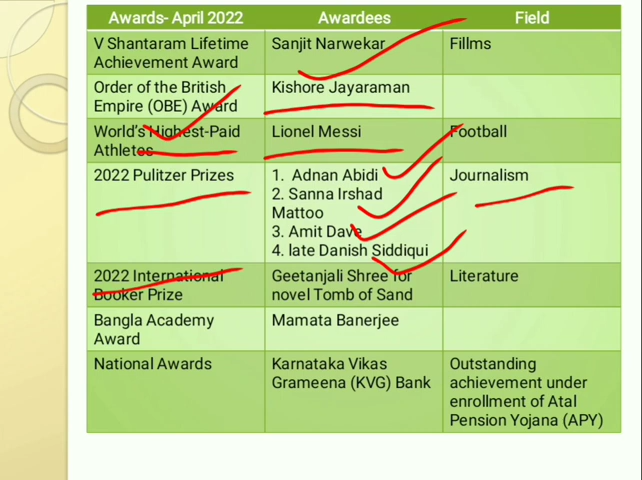 Awards- April 2022 Awardees Field
V Shantaram Lifetime Sanjit Narwekar Fillms
Achievement Award
Order of the British Kishore Jayaraman
Empire (OBE) Award
World's Highest-Paid Lionel Messi Football
Athletes
2022 Pulitzer Prizes 1. Adnan Abidi Journalism
2. Sanna Irshad
Mattoo
3. Amit Dave
4. late Danish Siddiqui
2022 International Geetanjali Shree for Literature
Booker Prize novel Tomb of Sand
Bangla Academy Mamata Banerjee
Award
National Awards Karnataka Vikas Outstanding
Grameena (KVG) Bank achievement under
enrollment of Atal
Pension Yojana (APY)